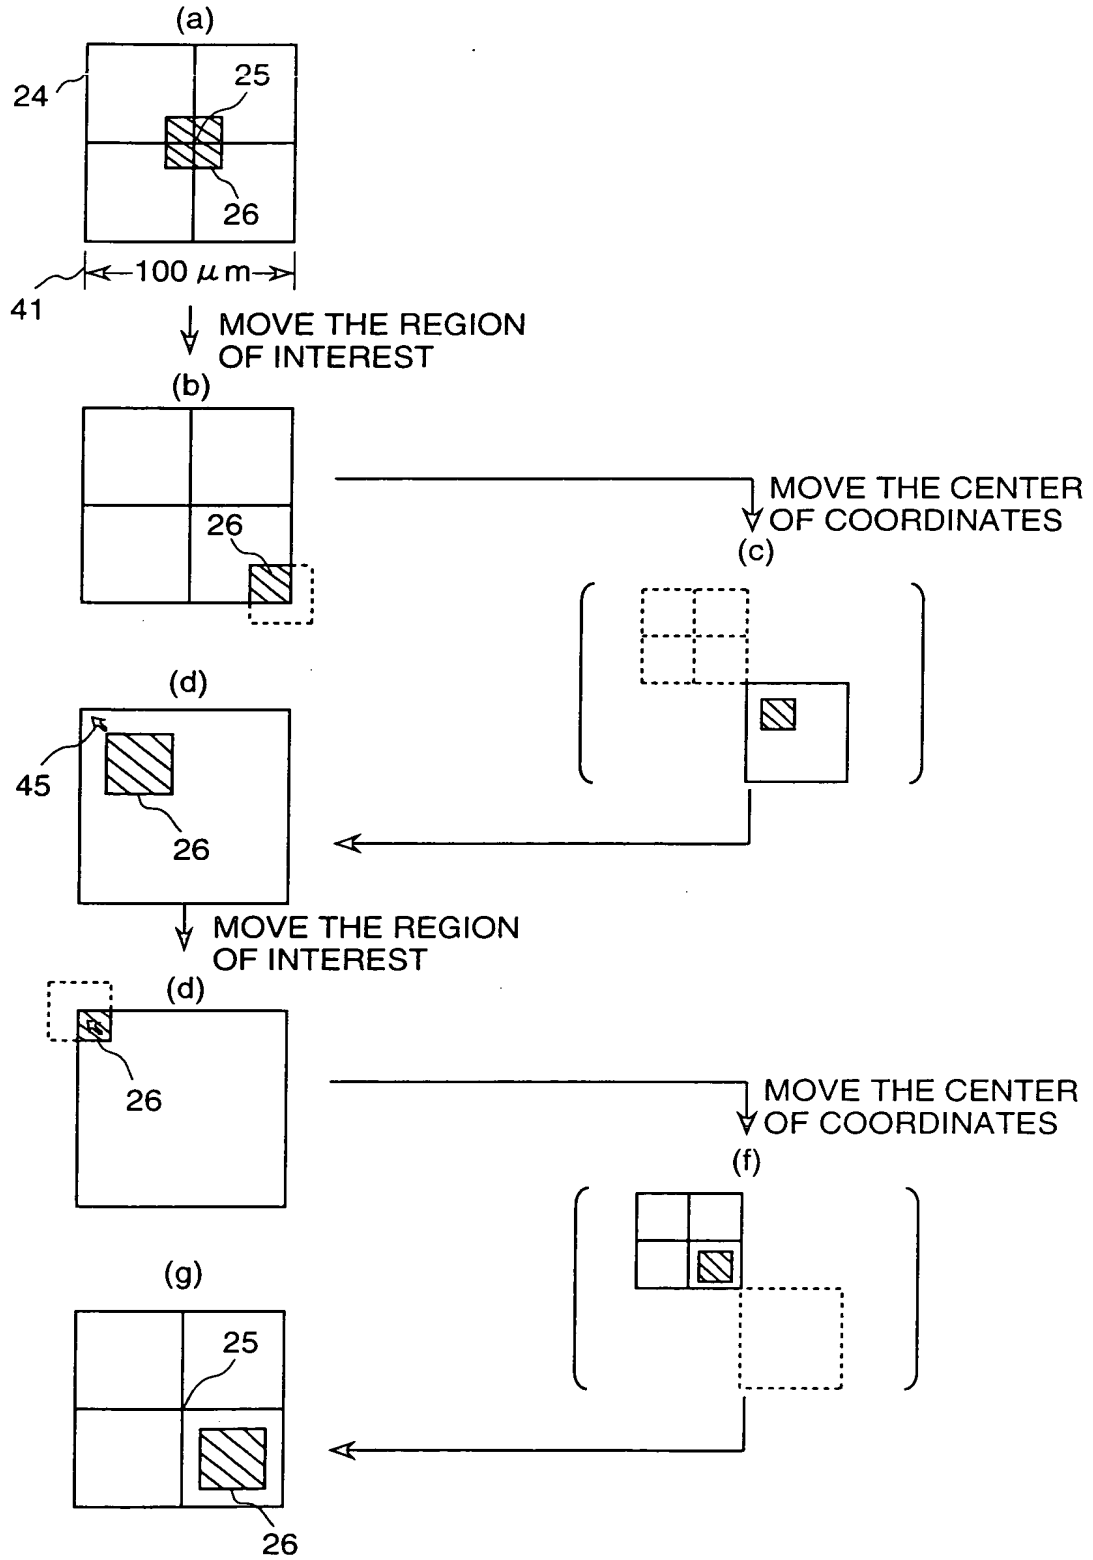 (a)
25
24
26
100 μm
41
MOVE THE REGION
OF INTEREST
(b)
MOVE THE CENTER
OF COORDINATES
26
(c)
(d)
45
26
MOVE THE REGION
OF INTEREST
(d)
26
MOVE THE CENTER
OF COORDINATES
(f)
(g)
25
26